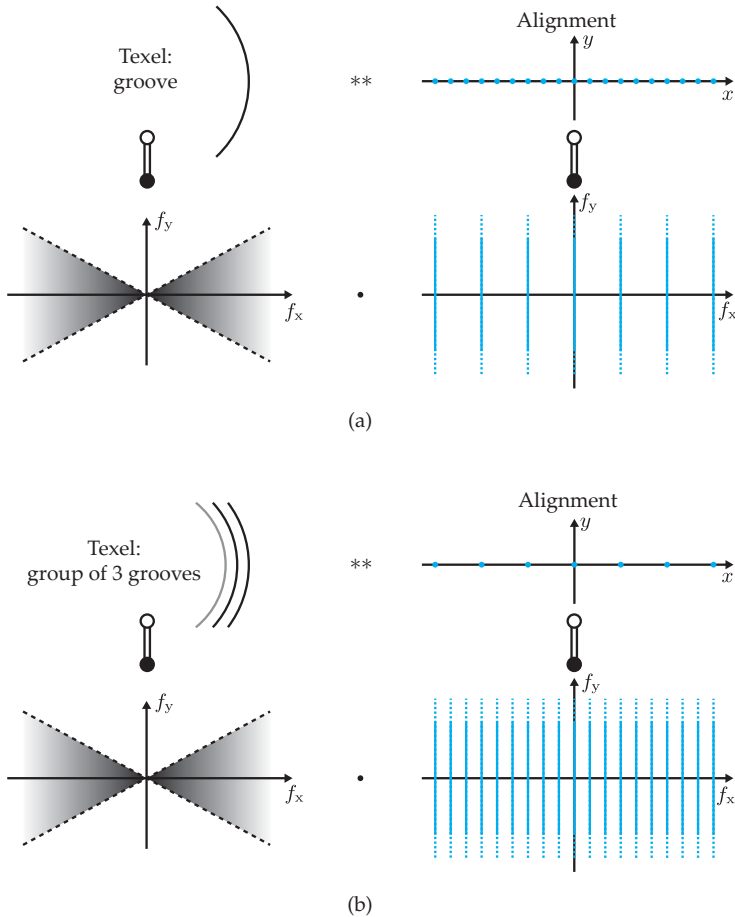 Texel:
groove
**
Alignment
y
x
f_y
f_x
·
f_y
f_x
(a)
Texel:
group of 3 grooves
**
Alignment
y
x
f_y
f_x
·
f_y
f_x
(b)